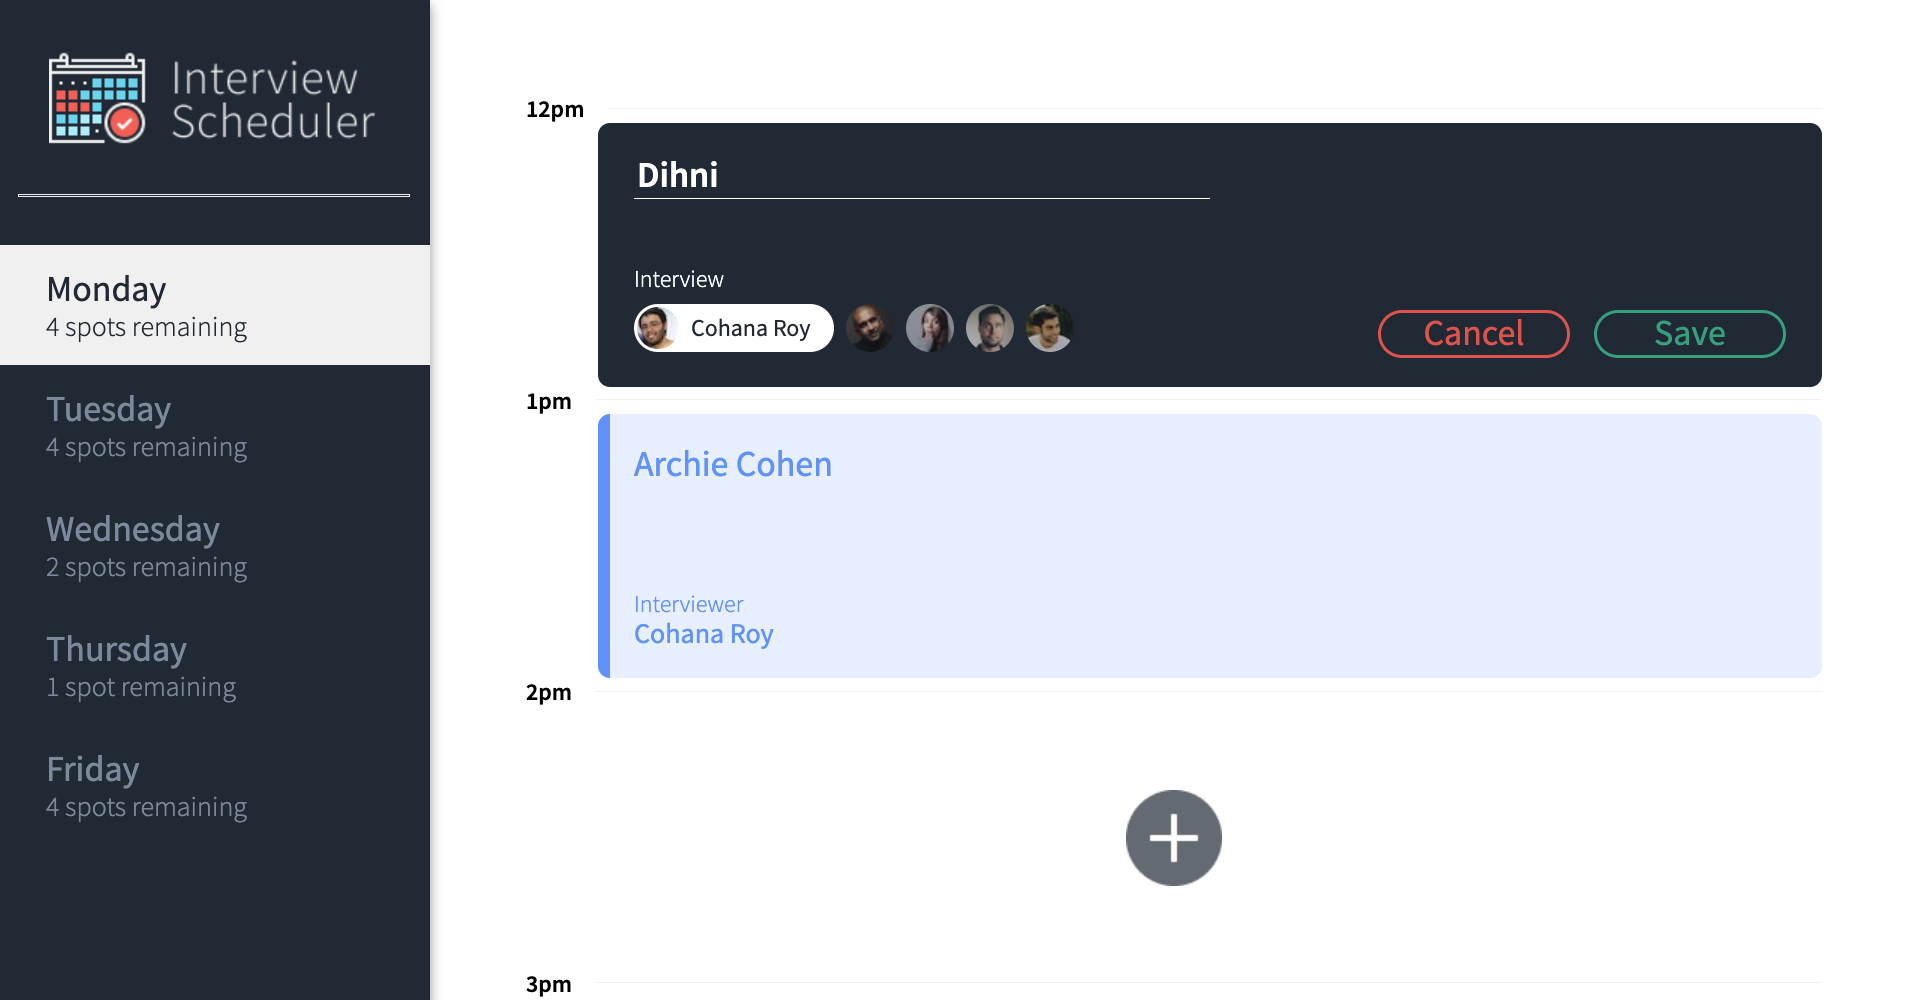 Interview
Scheduler
Monday
4 spots remaining
Tuesday
4 spots remaining
Wednesday
2 spots remaining
Thursday
1 spot remaining
Friday
4 spots remaining
12pm
Dihni
Interview
Cohana Roy
Cancel
Save
1pm
Archie Cohen
Interviewer
Cohana Roy
2pm
3pm